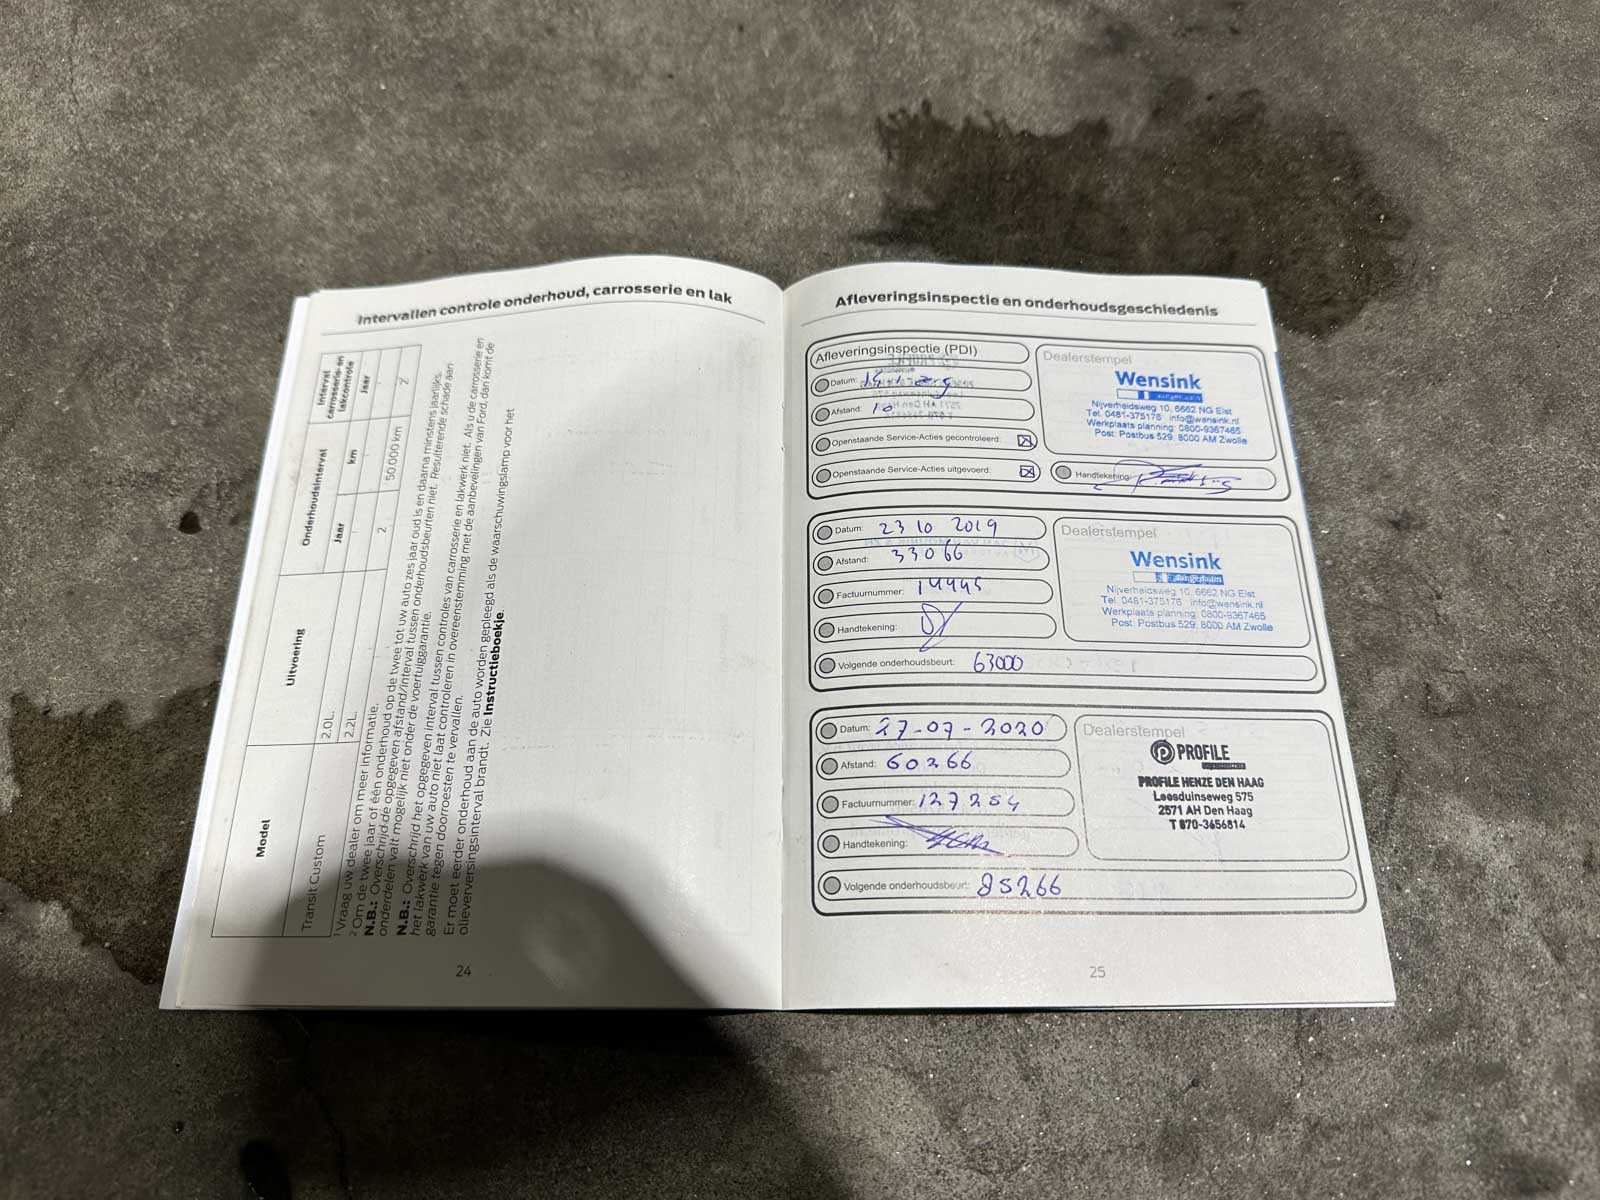 Intervallen controle onderhoud, carrosserie en lak
Model
Uitvoering
Onderhoudsinterval
Interval carrosserie- en lakcontrole
Jaar
km
Jaar
Transit Custom
2.0L.
2.2L.
2
50.000 km
2
¹ Vraag uw dealer om meer informatie.
² Om de twee jaar of één onderhoud op de twee tot uw auto zes jaar oud is en daarna minstens jaarlijks.
N.B.: Overschrijd de opgegeven afstand/interval tussen onderhoudsbeurten niet. Resulterende schade aan
onderdelen valt mogelijk niet onder de voertuiggarantie.
N.B.: Overschrijd het opgegeven interval tussen controles van carrosserie en lakwerk niet. Als u de carrosserie en
het lakwerk van uw auto niet laat controleren in overeenstemming met de aanbevelingen van Ford, dan komt de
garantie tegen doorroesten te vervallen.
Er moet eerder onderhoud aan de auto worden gepleegd als de waarschuwingslamp voor het
olieverversingsinterval brandt. Zie Instructieboekje.
24
Afleveringsinspectie en onderhoudsgeschiedenis
Afleveringsinspectie (PDI)
Datum:
Afstand: 10
Openstaande Service-Acties gecontroleerd:
Openstaande Service-Acties uitgevoerd:
Dealerstempel
Wensink
Nijverheidsweg 10, 6662 NG Elst
Tel. 0481-375176 info@wensink.nl
Werkplaats planning: 0800-9367465
Post: Postbus 529, 8000 AM Zwolle
Handtekening:
Datum: 23 10 2019
Afstand: 33066
Factuurnummer: 14445
Handtekening:
Volgende onderhoudsbeurt: 63000
Dealerstempel
Wensink
Nijverheidsweg 10, 6662 NG Elst
Tel. 0481-375176 info@wensink.nl
Werkplaats planning: 0800-9367465
Post: Postbus 529, 8000 AM Zwolle
Datum: 27-07-2020
Afstand: 60266
Factuurnummer: 127254
Handtekening:
Volgende onderhoudsbeurt: 85266
Dealerstempel
PROFILE
PROFILE HENZE DEN HAAG
Loosduinseweg 575
2571 AH Den Haag
T 070-3656814
25